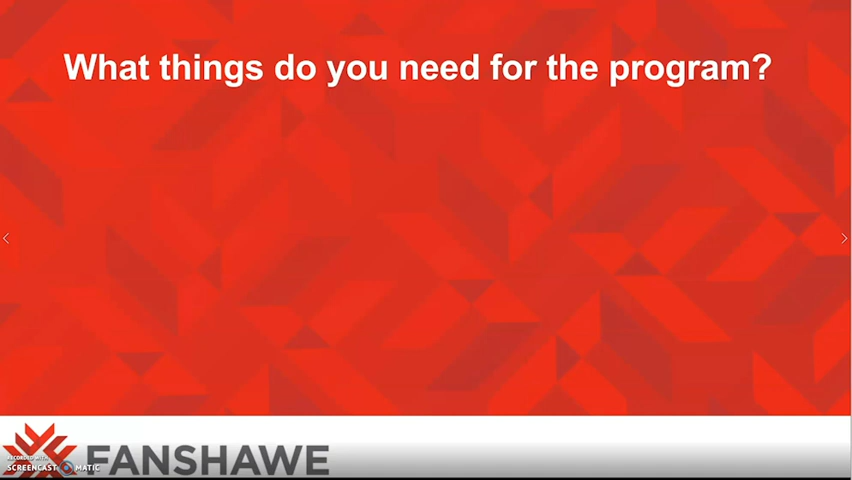 What things do you need for the program?
FANSHAWE
RECORDED WITH
SCREENCAST MATIC